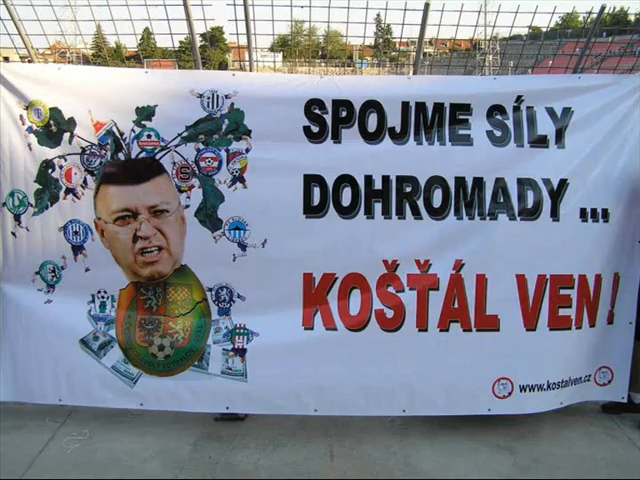 SPOJME SÍLY
DOHROMADY ...
KOŠŤÁL VEN!
www.kostalven.cz